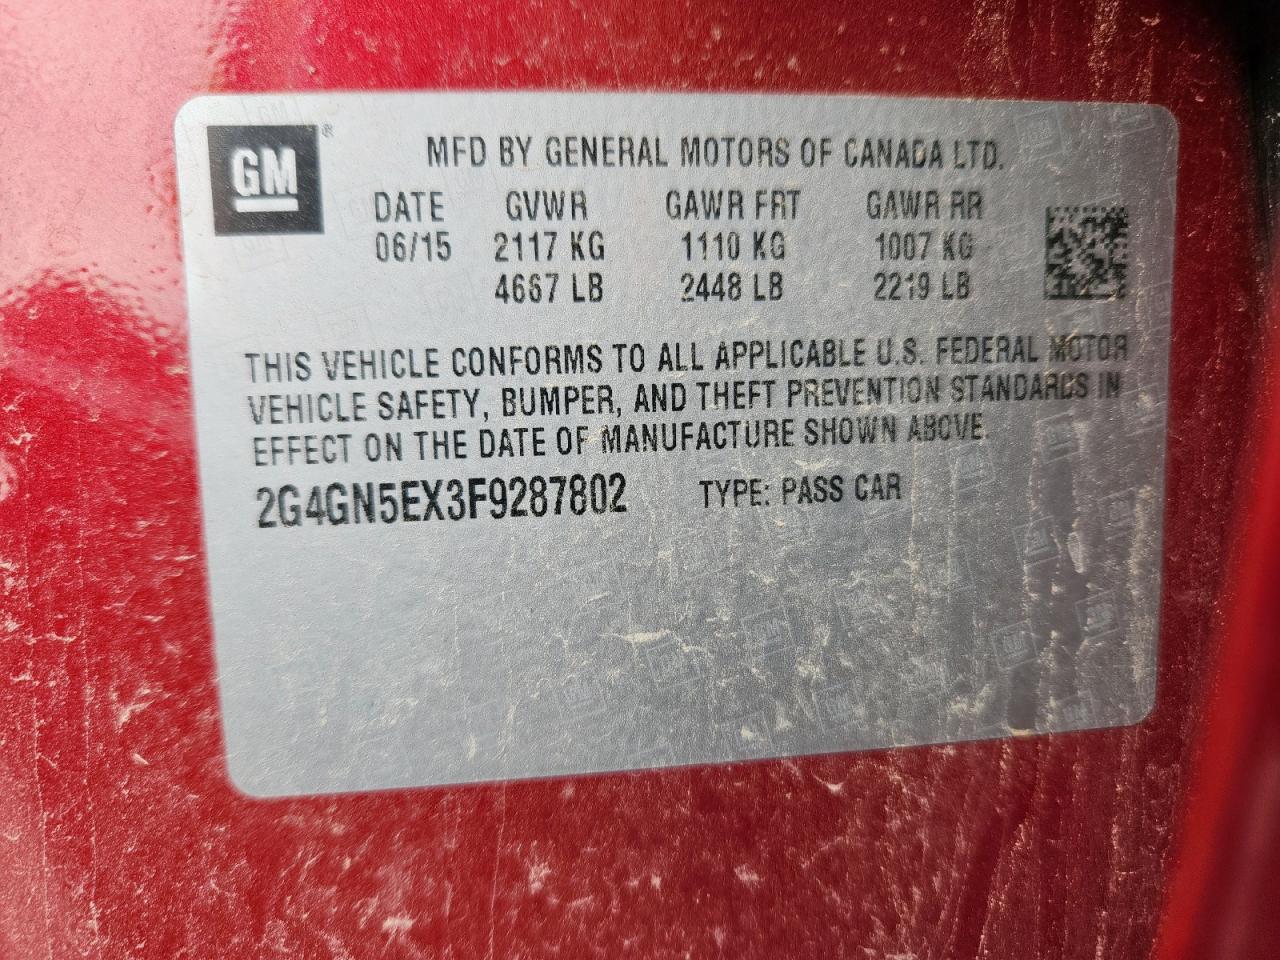 GM®
MFD BY GENERAL MOTORS OF CANADA LTD.
DATE GVWR GAWR FRT GAWR RR
06/15 2117 KG 1110 KG 1007 KG
4667 LB 2448 LB 2219 LB
THIS VEHICLE CONFORMS TO ALL APPLICABLE U.S. FEDERAL MOTOR
VEHICLE SAFETY, BUMPER, AND THEFT PREVENTION STANDARDS IN
EFFECT ON THE DATE OF MANUFACTURE SHOWN ABOVE.
2G4GN5EX3F9287802 TYPE: PASS CAR